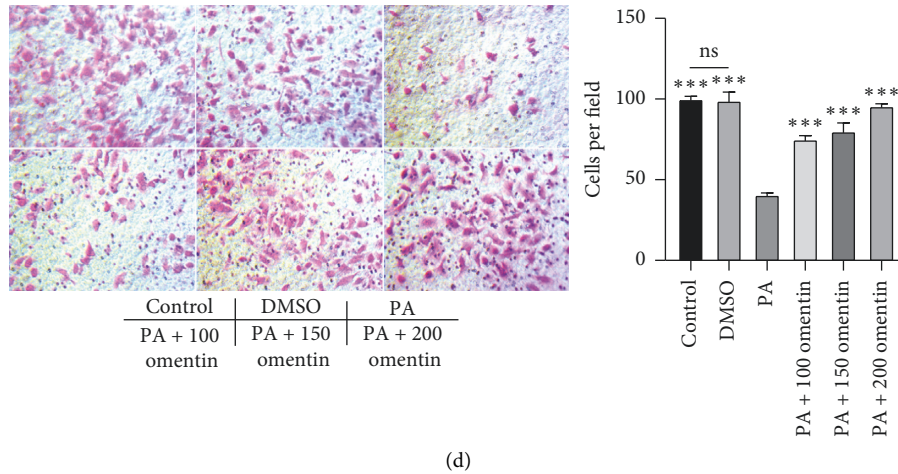 Control DMSO PA
PA + 100 omentin PA + 150 omentin PA + 200 omentin
150
100
50
0
Cells per field
ns
*** *** *** *** ***
Control
DMSO
PA
PA + 100 omentin
PA + 150 omentin
PA + 200 omentin
(d)